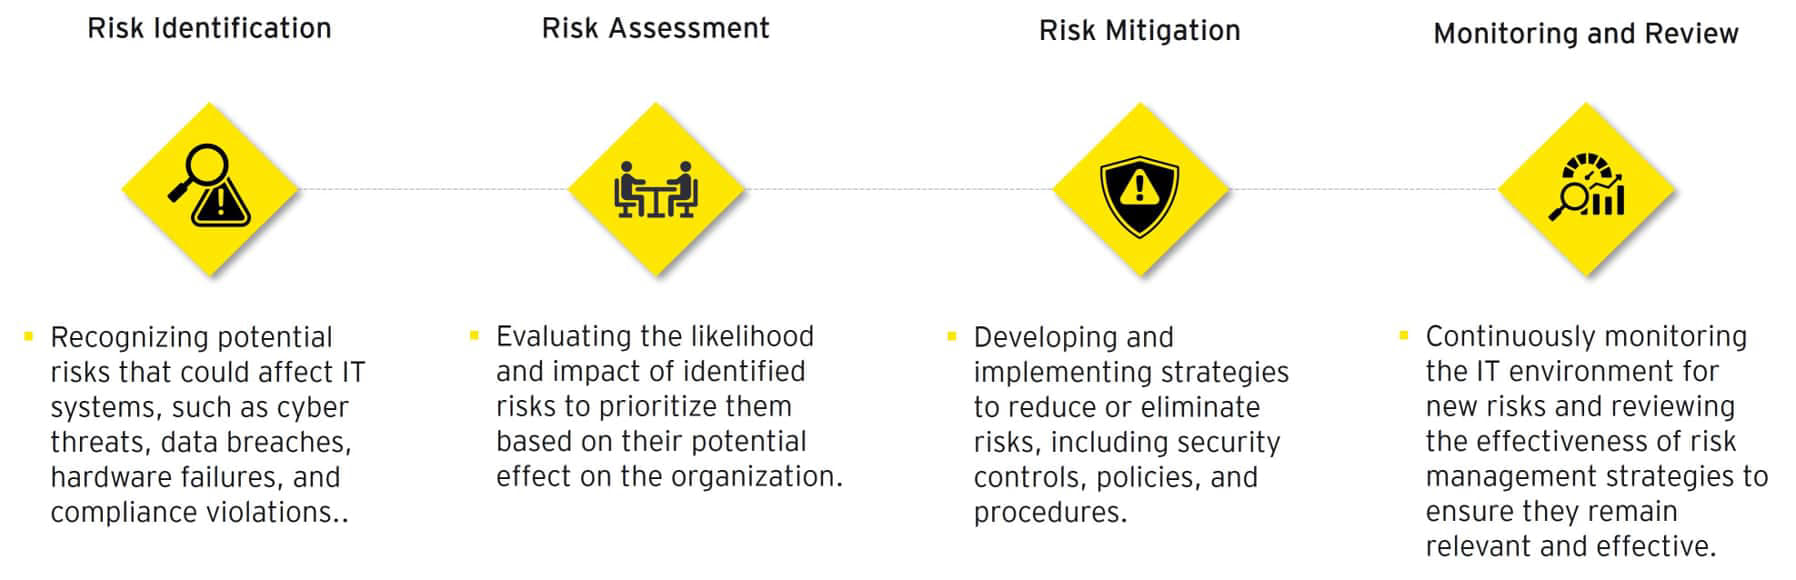 Risk Identification
Recognizing potential
risks that could affect IT
systems, such as cyber
threats, data breaches,
hardware failures, and
compliance violations..
Risk Assessment
Evaluating the likelihood
and impact of identified
risks to prioritize them
based on their potential
effect on the organization.
Risk Mitigation
Developing and
implementing strategies
to reduce or eliminate
risks, including security
controls, policies, and
procedures.
Monitoring and Review
Continuously monitoring
the IT environment for
new risks and reviewing
the effectiveness of risk
management strategies to
ensure they remain
relevant and effective.